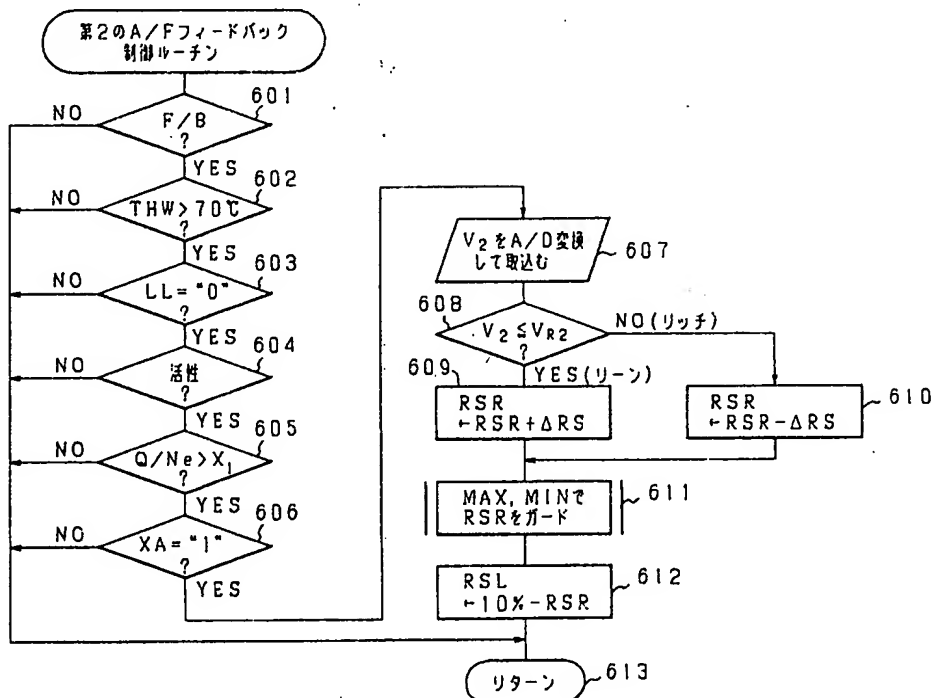 第2のA/Fフィードバック
制御ルーチン
601
NO
F/B
?
YES
602
NO
THW>70℃
?
YES
603
NO
LL="0"
?
YES
604
NO
活性
?
YES
605
NO
Q/Ne>X1
?
YES
606
NO
XA="1"
?
YES
V2をA/D変換
して取込む
607
608
V2≦VR2
?
NO(リッチ)
YES(リーン)
609
RSR
←RSR+ΔRS
RSR
←RSR-ΔRS
610
MAX,MINで
RSRをガード
611
RSL
←10%-RSR
612
リターン
613